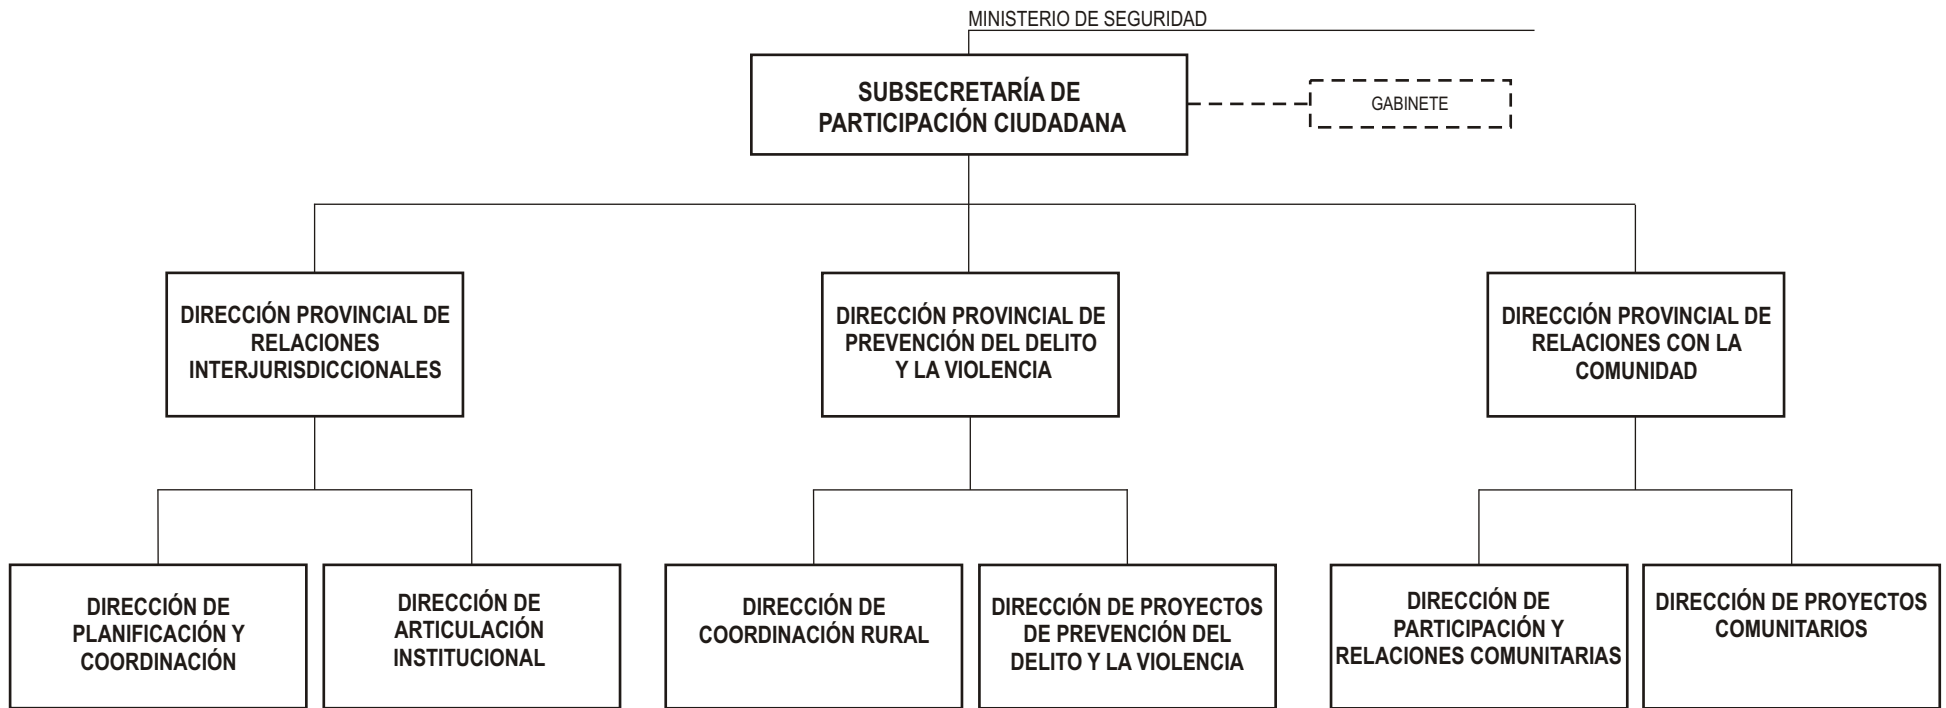 MINISTERIO DE SEGURIDAD
SUBSECRETARÍA DE
PARTICIPACIÓN CIUDADANA
GABINETE
DIRECCIÓN PROVINCIAL DE
RELACIONES
INTERJURISDICCIONALES
DIRECCIÓN PROVINCIAL DE
PREVENCIÓN DEL DELITO
Y LA VIOLENCIA
DIRECCIÓN PROVINCIAL DE
RELACIONES CON LA
COMUNIDAD
DIRECCIÓN DE
PLANIFICACIÓN Y
COORDINACIÓN
DIRECCIÓN DE
ARTICULACIÓN
INSTITUCIONAL
DIRECCIÓN DE
COORDINACIÓN RURAL
DIRECCIÓN DE PROYECTOS
DE PREVENCIÓN DEL
DELITO Y LA VIOLENCIA
DIRECCIÓN DE
PARTICIPACIÓN Y
RELACIONES COMUNITARIAS
DIRECCIÓN DE PROYECTOS
COMUNITARIOS